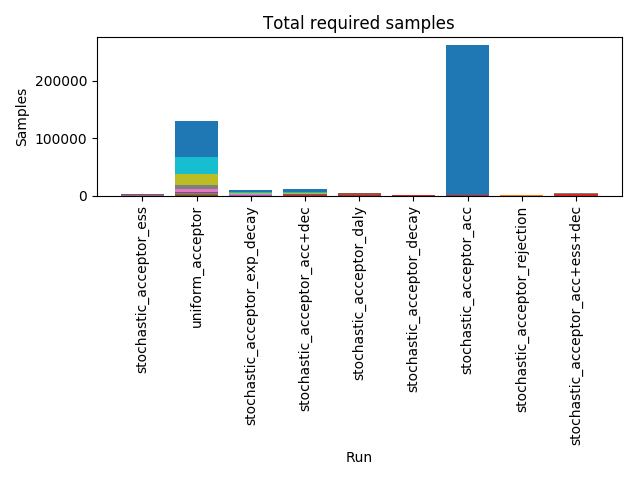 Total required samples
Samples
200000
100000
0
stochastic_acceptor_ess
uniform_acceptor
stochastic_acceptor_exp_decay
stochastic_acceptor_acc+dec
stochastic_acceptor_daly
stochastic_acceptor_decay
stochastic_acceptor_acc
stochastic_acceptor_rejection
stochastic_acceptor_acc+ess+dec
Run